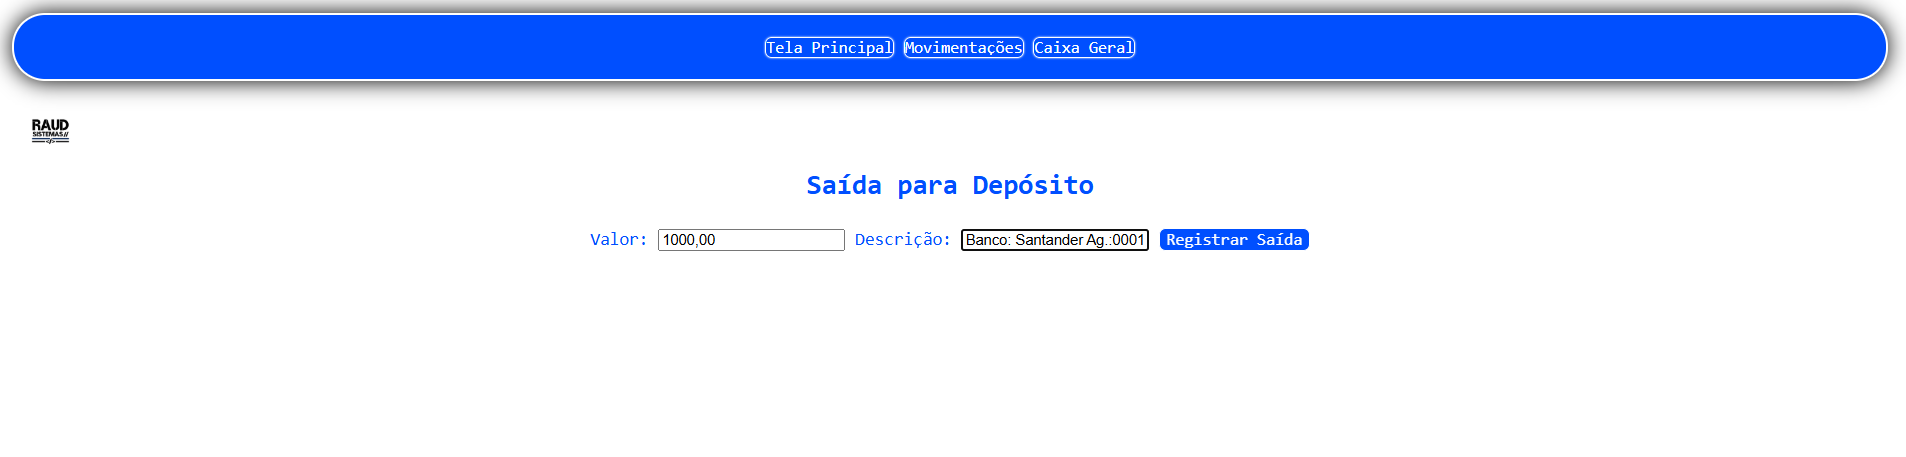 Tela Principal Movimentações Caixa Geral
RAUD
SISTEMAS//
</>
Saída para Depósito
Valor: 1000,00 Descrição: Banco: Santander Ag.:0001 Registrar Saída